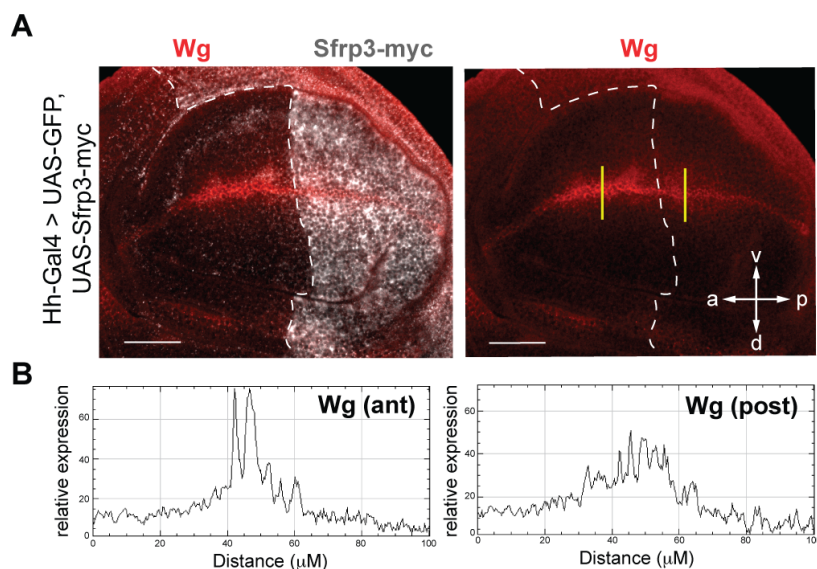 A
Wg Sfrp3-myc Wg
Hh-Gal4 > UAS-GFP,
UAS-Sfrp3-myc
v
a p
d
B
Wg (ant) Wg (post)
relative expression relative expression
60 60
40 40
20 20
0 20 40 60 80 100 0 20 40 60 80 100
Distance (μM) Distance (μM)